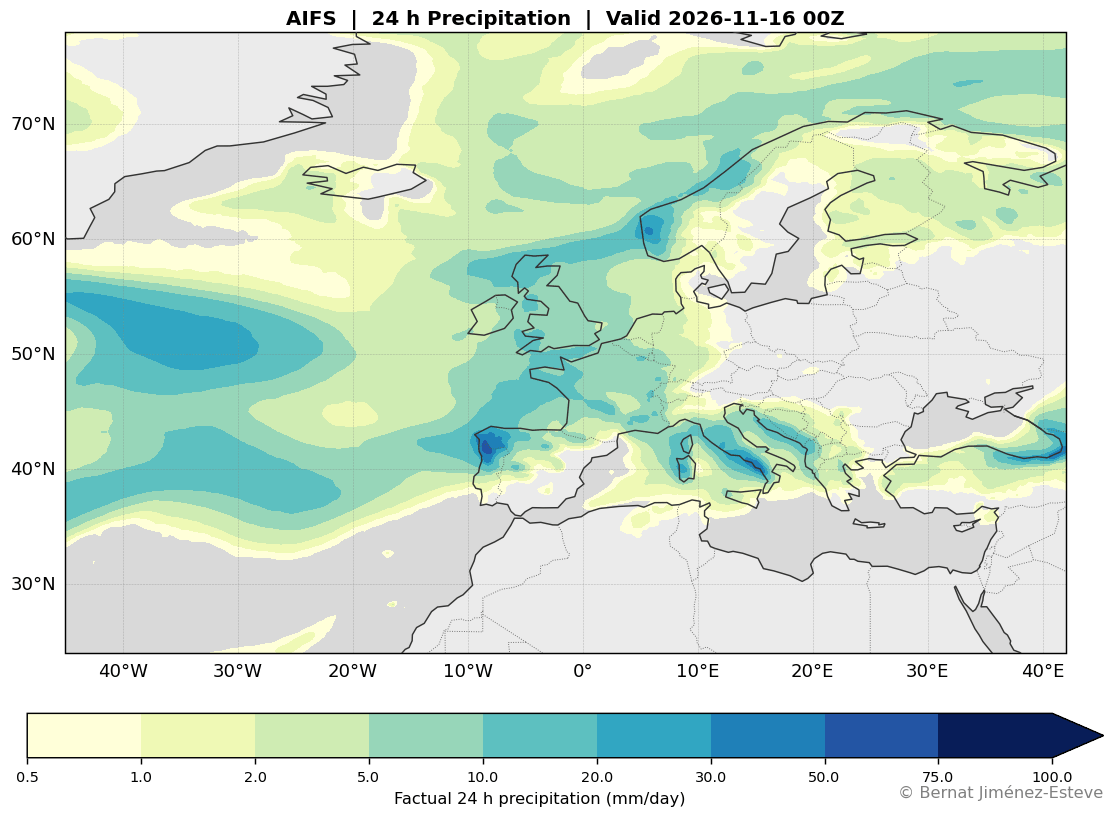 AIFS | 24 h Precipitation | Valid 2026-11-16 00Z
70°N
60°N
50°N
40°N
30°N
40°W 30°W 20°W 10°W 0° 10°E 20°E 30°E 40°E
0.5 1.0 2.0 5.0 10.0 20.0 30.0 50.0 75.0 100.0
Factual 24 h precipitation (mm/day)
© Bernat Jiménez-Esteve